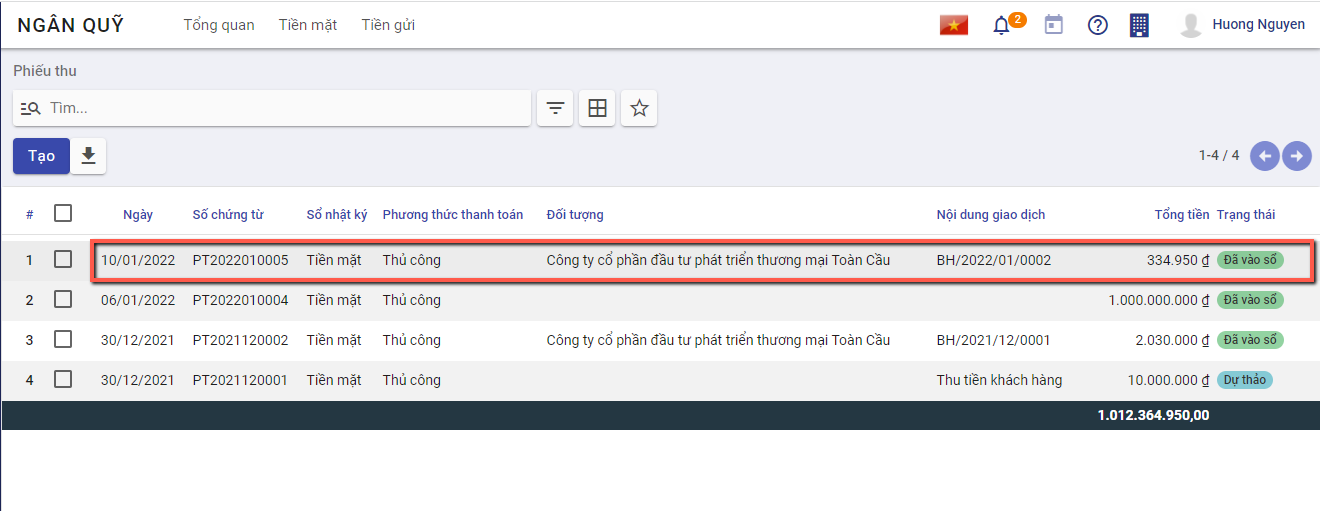 NGÂN QUỸ Tổng quan Tiền mặt Tiền gửi 2 Huong Nguyen
Phiếu thu
Tìm...
Tạo 1-4 / 4
# Ngày Số chứng từ Sổ nhật ký Phương thức thanh toán Đối tượng Nội dung giao dịch Tổng tiền Trạng thái
1 10/01/2022 PT2022010005 Tiền mặt Thủ công Công ty cổ phần đầu tư phát triển thương mại Toàn Cầu BH/2022/01/0002 334.950 ₫ Đã vào sổ
2 06/01/2022 PT2022010004 Tiền mặt Thủ công 1.000.000.000 ₫ Đã vào sổ
3 30/12/2021 PT2021120002 Tiền mặt Thủ công Công ty cổ phần đầu tư phát triển thương mại Toàn Cầu BH/2021/12/0001 2.030.000 ₫ Đã vào sổ
4 30/12/2021 PT2021120001 Tiền mặt Thủ công Thu tiền khách hàng 10.000.000 ₫ Dự thảo
1.012.364.950,00